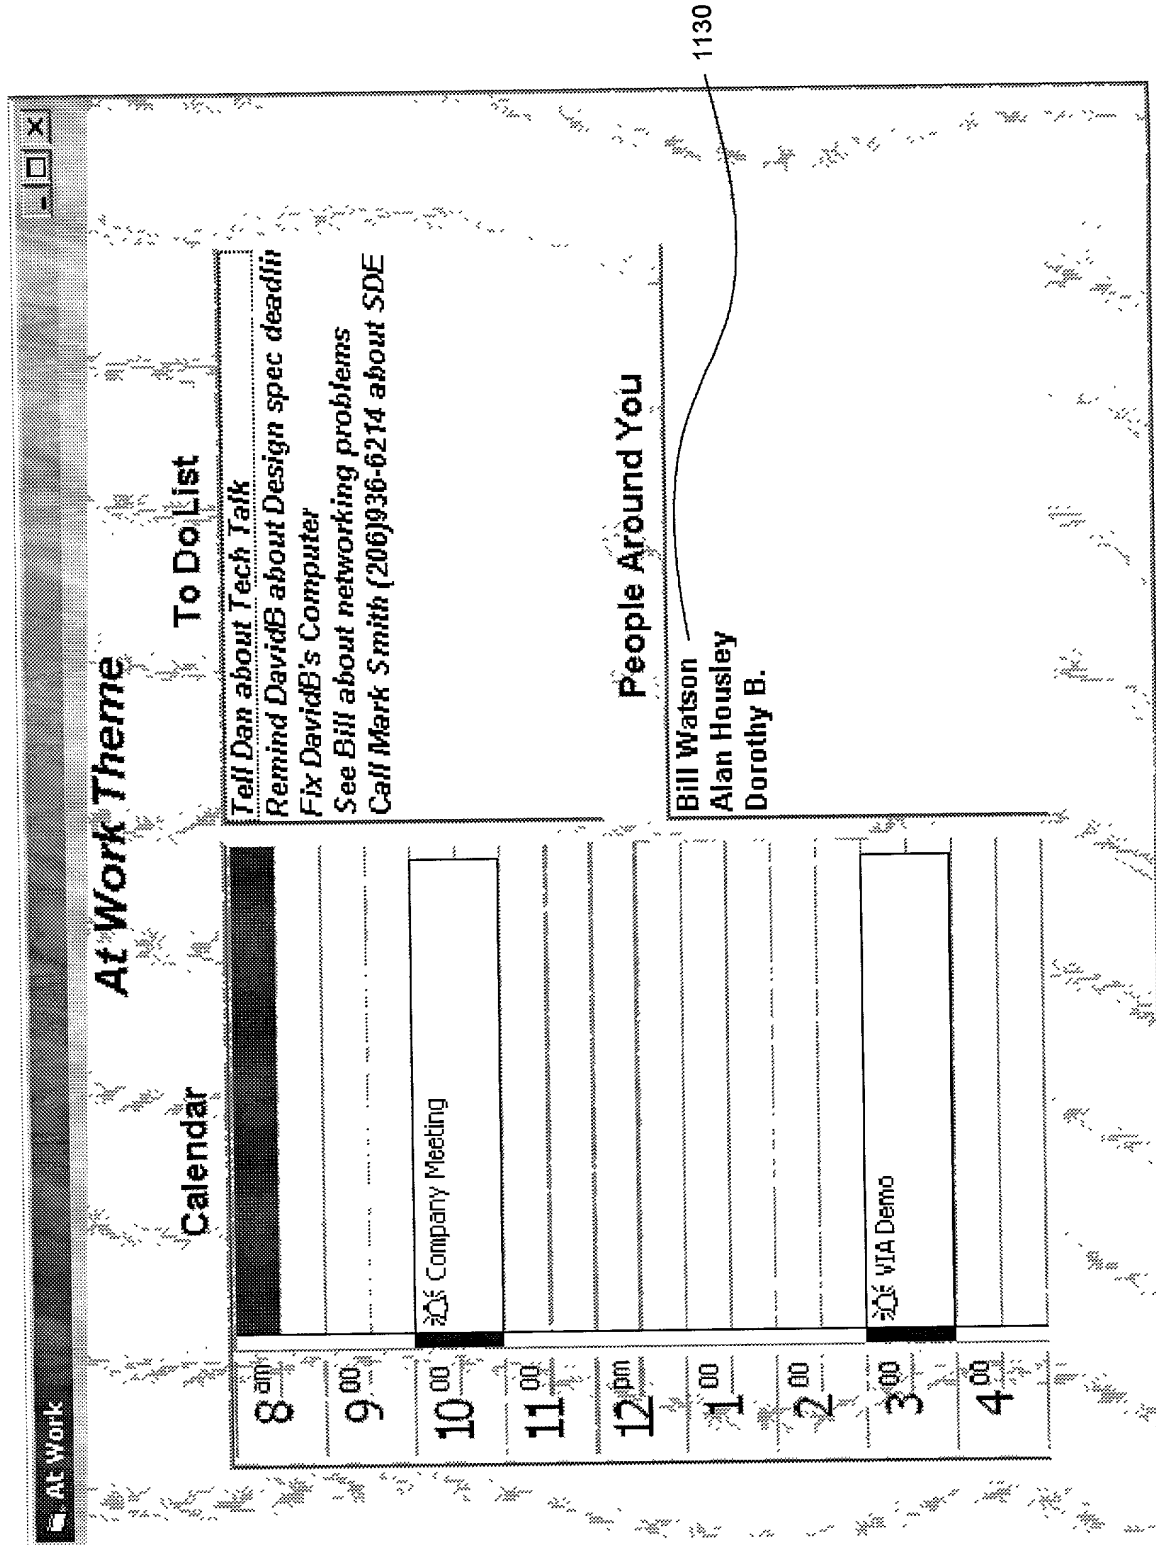 At Work
At Work Theme
Calendar
8 am
9 00
10 00
Company Meeting
11 00
12 pm
1 00
2 00
3 00
VIA Demo
4 00
To Do List
Tell Dan about Tech Talk
Remind DavidB about Design spec deadlin
Fix DavidB's Computer
See Bill about networking problems
Call Mark Smith (206)936-6214 about SDE
People Around You
Bill Watson
Alan Housley
Dorothy B.
1130